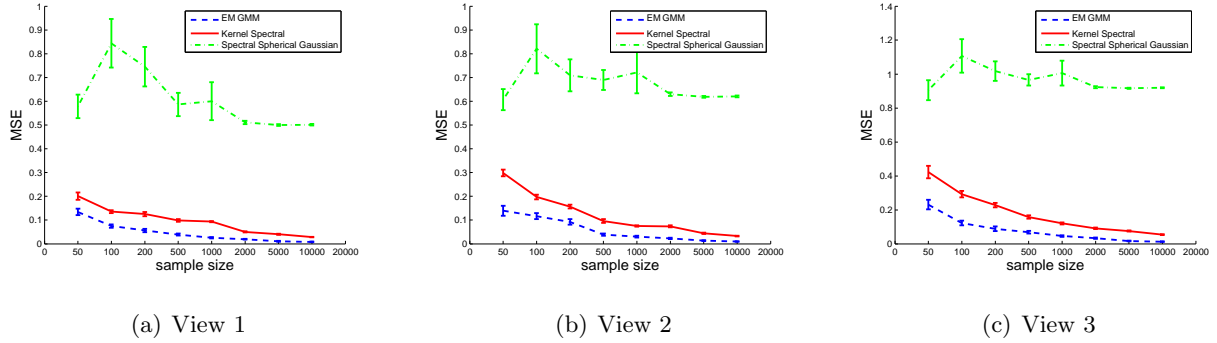 1
0.9
0.8
0.7
0.6
0.5
0.4
0.3
0.2
0.1
0
MSE
50 100 200 500 1000 2000 5000 10000 20000
sample size
EM GMM
Kernel Spectral
Spectral Spherical Gaussian
(a) View 1
1
0.9
0.8
0.7
0.6
0.5
0.4
0.3
0.2
0.1
0
MSE
50 100 200 500 1000 2000 5000 10000 20000
sample size
EM GMM
Kernel Spectral
Spectral Spherical Gaussian
(b) View 2
1.4
1.2
1
0.8
0.6
0.4
0.2
0
MSE
50 100 200 500 1000 2000 5000 10000 20000
sample size
EM GMM
Kernel Spectral
Spectral Spherical Gaussian
(c) View 3